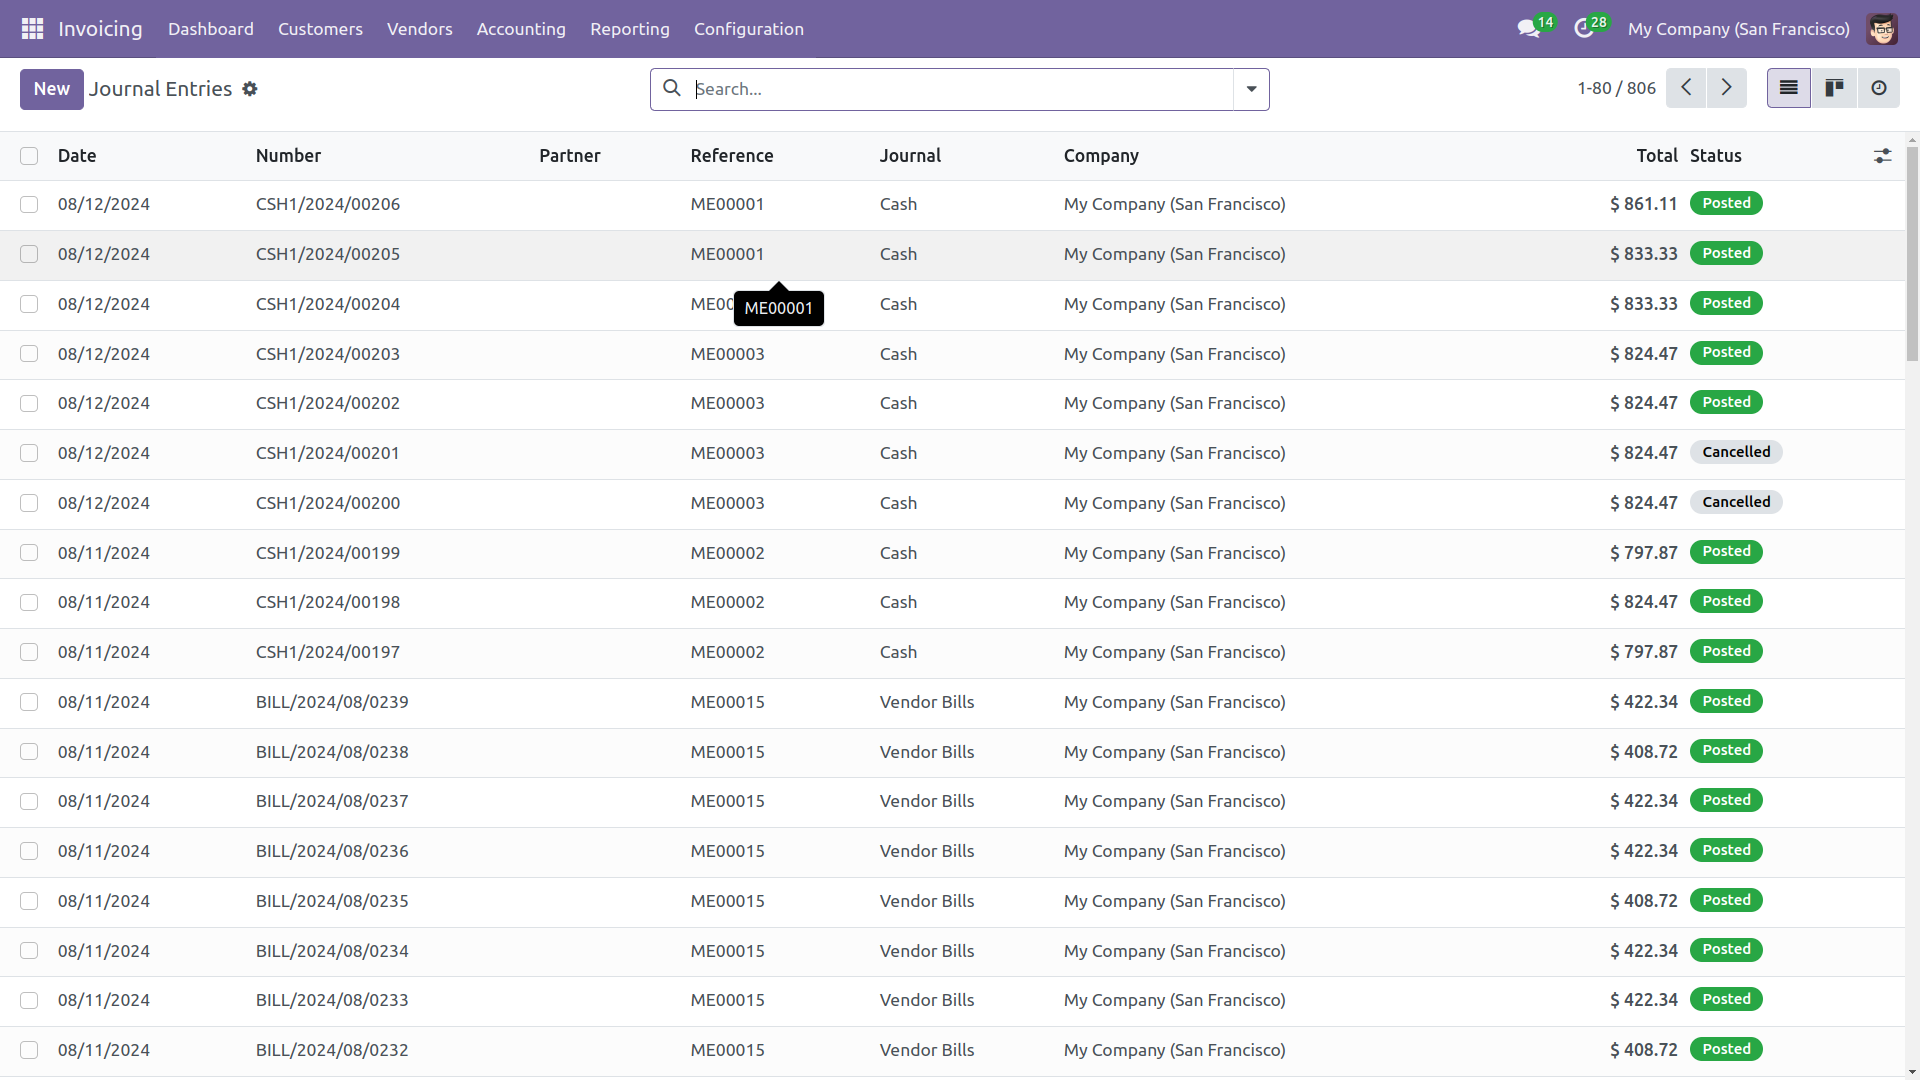 Invoicing Dashboard Customers Vendors Accounting Reporting Configuration 14 28 My Company (San Francisco)
New Journal Entries Search... 1-80 / 806
Date Number Partner Reference Journal Company Total Status
08/12/2024 CSH1/2024/00206 ME00001 Cash My Company (San Francisco) $ 861.11 Posted
08/12/2024 CSH1/2024/00205 ME00001 Cash My Company (San Francisco) $ 833.33 Posted
08/12/2024 CSH1/2024/00204 ME00 Cash My Company (San Francisco) $ 833.33 Posted
ME00001
08/12/2024 CSH1/2024/00203 ME00003 Cash My Company (San Francisco) $ 824.47 Posted
08/12/2024 CSH1/2024/00202 ME00003 Cash My Company (San Francisco) $ 824.47 Posted
08/12/2024 CSH1/2024/00201 ME00003 Cash My Company (San Francisco) $ 824.47 Cancelled
08/12/2024 CSH1/2024/00200 ME00003 Cash My Company (San Francisco) $ 824.47 Cancelled
08/11/2024 CSH1/2024/00199 ME00002 Cash My Company (San Francisco) $ 797.87 Posted
08/11/2024 CSH1/2024/00198 ME00002 Cash My Company (San Francisco) $ 824.47 Posted
08/11/2024 CSH1/2024/00197 ME00002 Cash My Company (San Francisco) $ 797.87 Posted
08/11/2024 BILL/2024/08/0239 ME00015 Vendor Bills My Company (San Francisco) $ 422.34 Posted
08/11/2024 BILL/2024/08/0238 ME00015 Vendor Bills My Company (San Francisco) $ 408.72 Posted
08/11/2024 BILL/2024/08/0237 ME00015 Vendor Bills My Company (San Francisco) $ 422.34 Posted
08/11/2024 BILL/2024/08/0236 ME00015 Vendor Bills My Company (San Francisco) $ 422.34 Posted
08/11/2024 BILL/2024/08/0235 ME00015 Vendor Bills My Company (San Francisco) $ 408.72 Posted
08/11/2024 BILL/2024/08/0234 ME00015 Vendor Bills My Company (San Francisco) $ 422.34 Posted
08/11/2024 BILL/2024/08/0233 ME00015 Vendor Bills My Company (San Francisco) $ 422.34 Posted
08/11/2024 BILL/2024/08/0232 ME00015 Vendor Bills My Company (San Francisco) $ 408.72 Posted